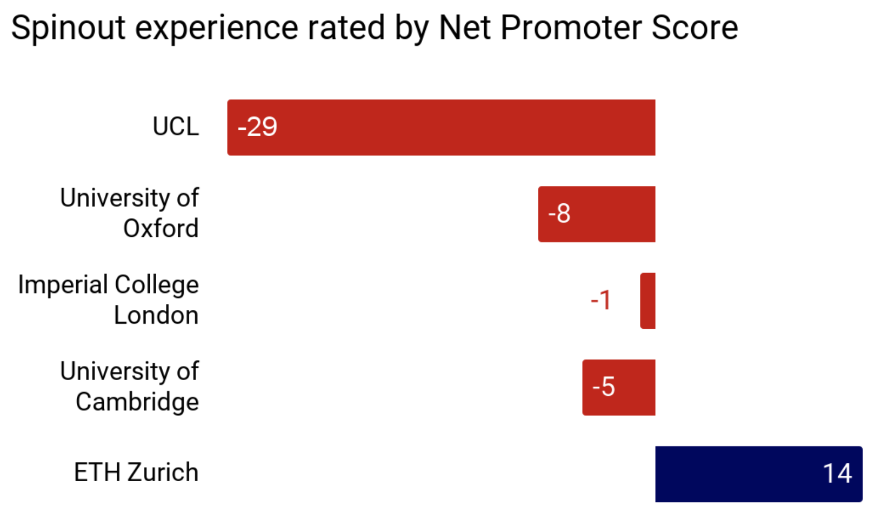 Spinout experience rated by Net Promoter Score
UCL
-29
University of
Oxford
-8
Imperial College
London
-1
University of
Cambridge
-5
ETH Zurich
14